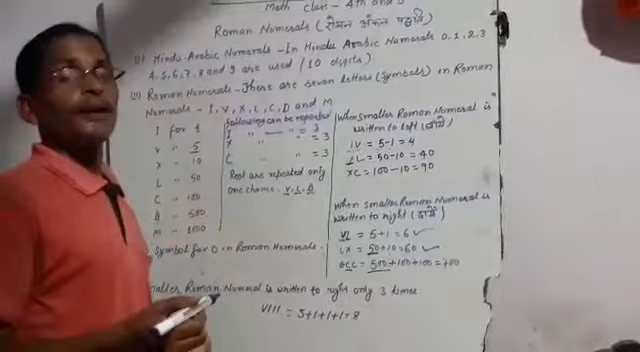 Math class - 4th and 5
Roman Numerals (रोमन अंकन पद्धति)
(1) Hindu-Arabic Numerals - In Hindu Arabic Numerals 0,1,2,3
4,5,6,7,8 and 9 are used (10 digits)
(2) Roman Numerals - There are seven letters (symbols) in Roman
Numerals - I, V, X, L, C, D and M
I for 1
V " 5
X " 10
L " 50
C " 100
D " 500
M " 1000
Symbol for 0 in Roman Numerals.
following can be repeated
I " " = 3
X " " = 3
C " " = 3
Rest are repeated only
one chance. V, L, D
When smaller Roman Numeral is
written to left (बायें)
IV = 5-1 = 4
XL = 50-10 = 40
XC = 100-10 = 90
When smaller Roman Numeral is
written to right (दायें)
VI = 5+1 = 6 ✓
LX = 50+10 = 60 ✓
DCC = 500+100+100 = 700
maller Roman Numeral is written to right only 3 times
VIII = 5+1+1+1 = 8